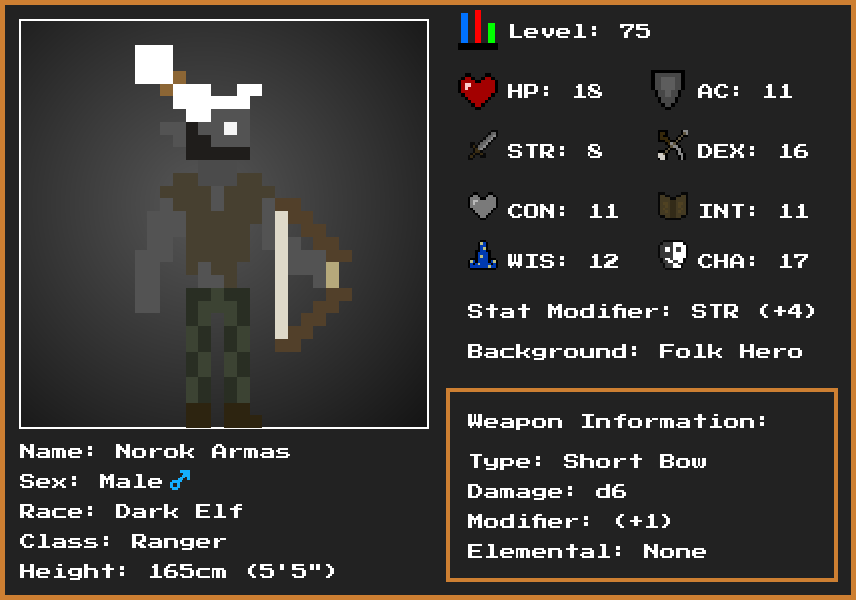 Level: 75
HP: 18
AC: 11
STR: 8
DEX: 16
CON: 11
INT: 11
WIS: 12
CHA: 17
Stat Modifier: STR (+4)
Background: Folk Hero
Weapon Information:
Type: Short Bow
Damage: d6
Modifier: (+1)
Elemental: None
Name: Norok Armas
Sex: Male♂
Race: Dark Elf
Class: Ranger
Height: 165cm (5'5")